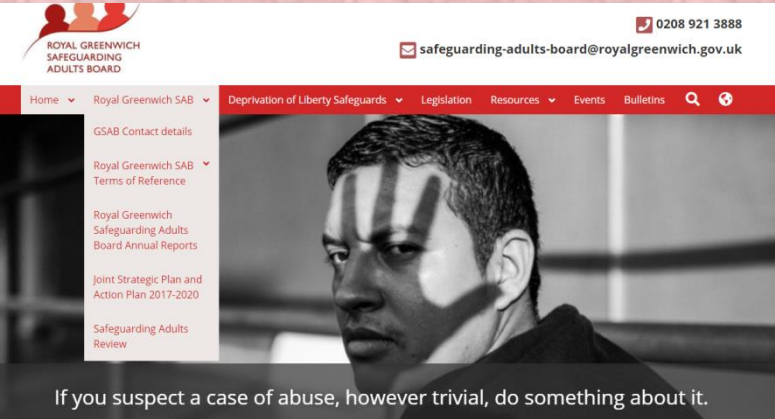 ROYAL GREENWICH
SAFEGUARDING
ADULTS BOARD
0208 921 3888
safeguarding-adults-board@royalgreenwich.gov.uk
Home Royal Greenwich SAB Deprivation of Liberty Safeguards Legislation Resources Events Bulletins
GSAB Contact details
Royal Greenwich SAB
Terms of Reference
Royal Greenwich
Safeguarding Adults
Board Annual Reports
Joint Strategic Plan and
Action Plan 2017-2020
Safeguarding Adults
Review
If you suspect a case of abuse, however trivial, do something about it.